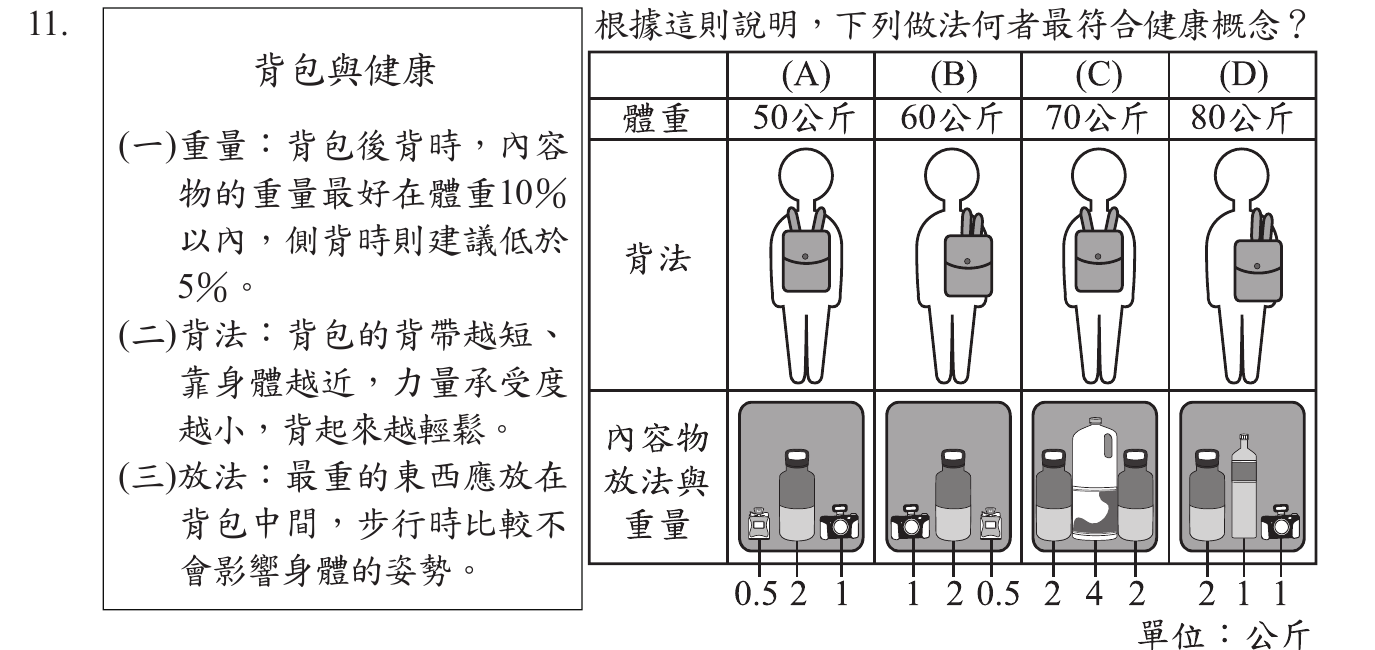 11.
背包與健康
(一)重量：背包後背時，內容
物的重量最好在體重10%
以內，側背時則建議低於
5%。
(二)背法：背包的背帶越短、
靠身體越近，力量承受度
越小，背起來越輕鬆。
(三)放法：最重的東西應放在
背包中間，步行時比較不
會影響身體的姿勢。
根據這則說明，下列做法何者最符合健康概念？
(A) (B) (C) (D)
體重 50公斤 60公斤 70公斤 80公斤
背法
內容物
放法與
重量
0.5 2 1 1 2 0.5 2 4 2 2 1 1
單位：公斤